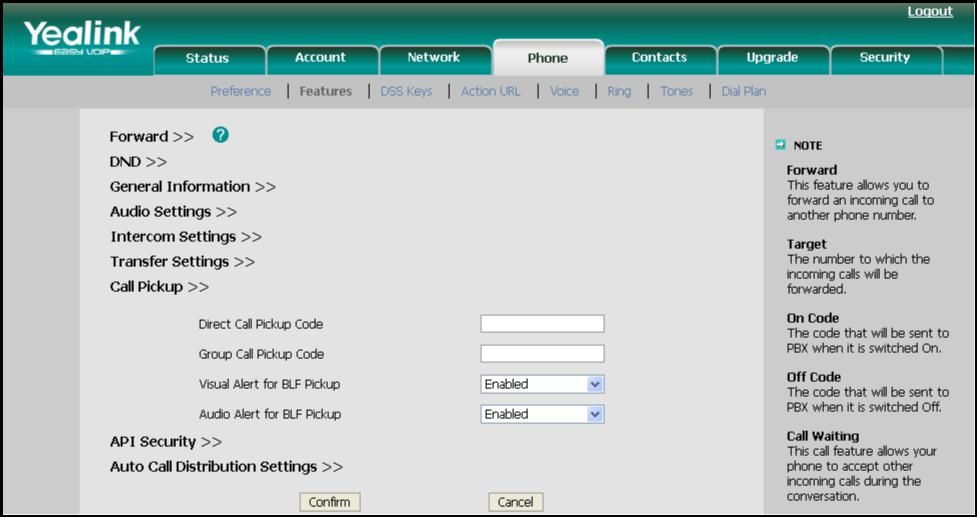 Logout
Yealink
EASY VOIP
Status
Account
Network
Phone
Contacts
Upgrade
Security
Preference | Features | DSS Keys | Action URL | Voice | Ring | Tones | Dial Plan
Forward >> ?
DND >>
General Information >>
Audio Settings >>
Intercom Settings >>
Transfer Settings >>
Call Pickup >>
Direct Call Pickup Code
Group Call Pickup Code
Visual Alert for BLF Pickup Enabled
Audio Alert for BLF Pickup Enabled
API Security >>
Auto Call Distribution Settings >>
Confirm Cancel
NOTE
Forward
This feature allows you to
forward an incoming call to
another phone number.
Target
The number to which the
incoming calls will be
forwarded.
On Code
The code that will be sent to
PBX when it is switched On.
Off Code
The code that will be sent to
PBX when it is switched Off.
Call Waiting
This call feature allows your
phone to accept other
incoming calls during the
conversation.